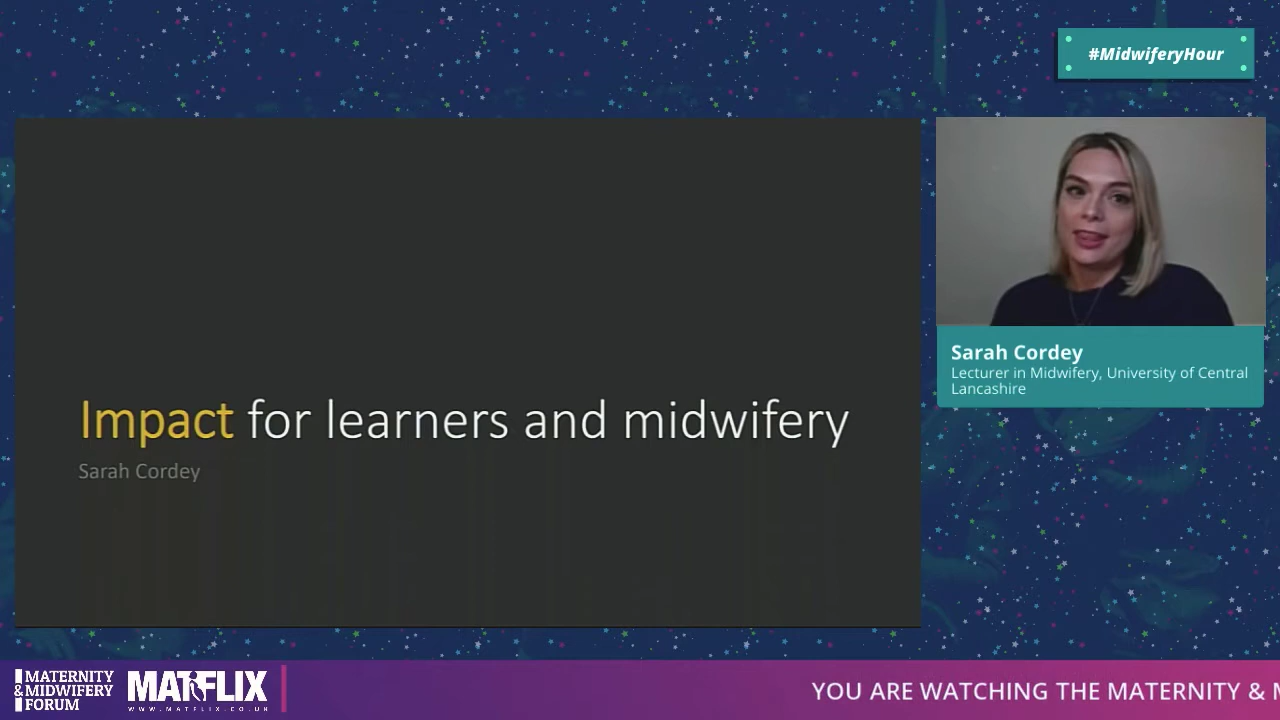 #MidwiferyHour
Impact for learners and midwifery
Sarah Cordey
Sarah Cordey
Lecturer in Midwifery, University of Central
Lancashire
MATERNITY
&MIDWIFERY
FORUM
MATFLIX
WWW.MATFLIX.CO.UK
YOU ARE WATCHING THE MATERNITY &